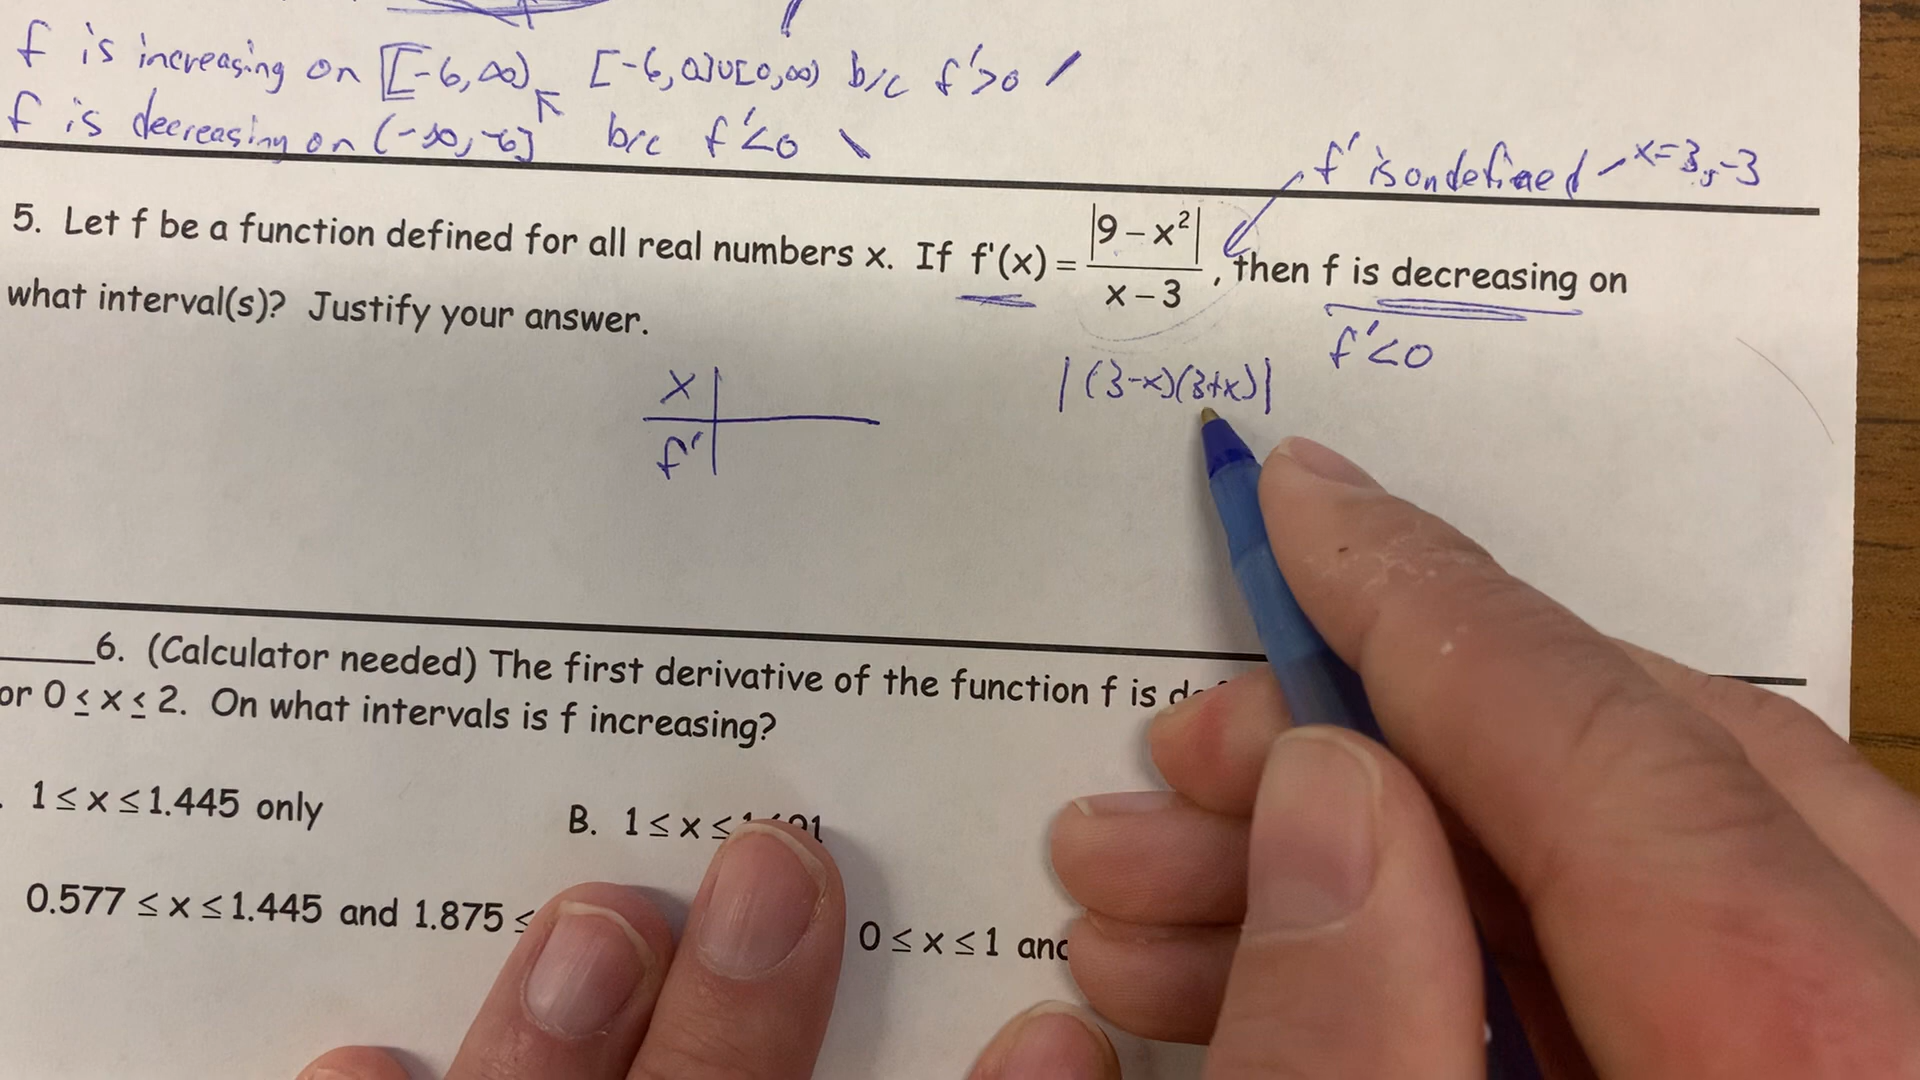 f is increasing on [-6,∞) [-6,0]∪[0,∞) b/c f'>0
f is decreasing on (-∞,-6] b/c f'<0
f' is undefined x=3,-3
5. Let f be a function defined for all real numbers x. If f'(x) = |9-x²| / x-3, then f is decreasing on
what interval(s)? Justify your answer.
f'<0
x
f'
|(3-x)(3+x)|
6. (Calculator needed) The first derivative of the function f is
or 0 ≤ x ≤ 2. On what intervals is f increasing?
1 ≤ x ≤ 1.445 only
B. 1 ≤ x ≤
0.577 ≤ x ≤ 1.445 and 1.875 ≤
0 ≤ x ≤ 1 and